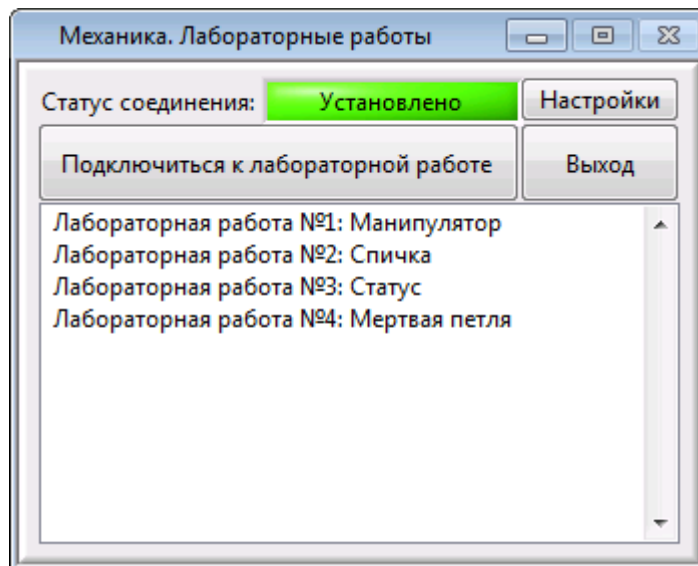 Механика. Лабораторные работы
Статус соединения: Установлено Настройки
Подключиться к лабораторной работе Выход
Лабораторная работа №1: Манипулятор
Лабораторная работа №2: Спичка
Лабораторная работа №3: Статус
Лабораторная работа №4: Мертвая петля